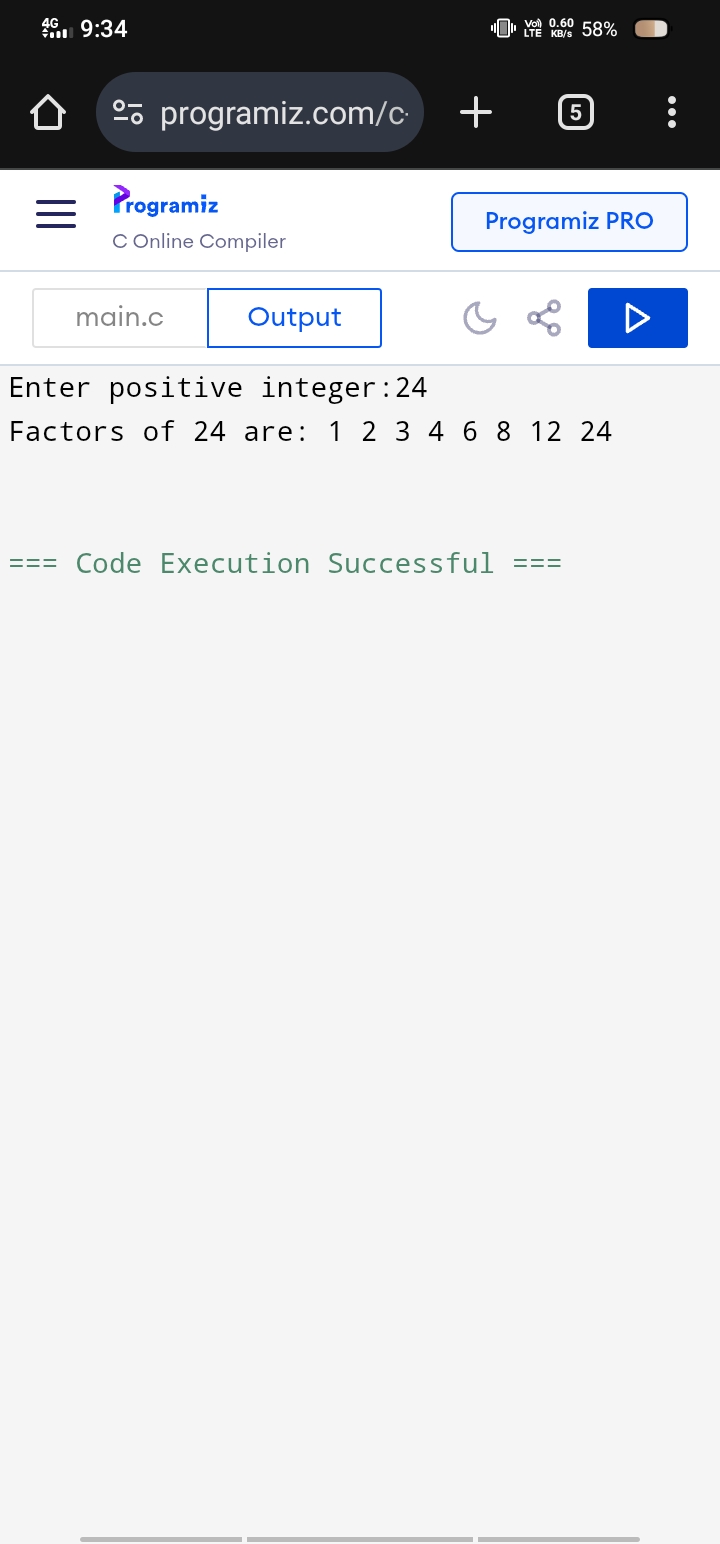 4G 9:34 Vo) LTE 0.60 KB/s 58%
programiz.com/c 5
Programiz
C Online Compiler
Programiz PRO
main.c Output
Enter positive integer:24
Factors of 24 are: 1 2 3 4 6 8 12 24
=== Code Execution Successful ===